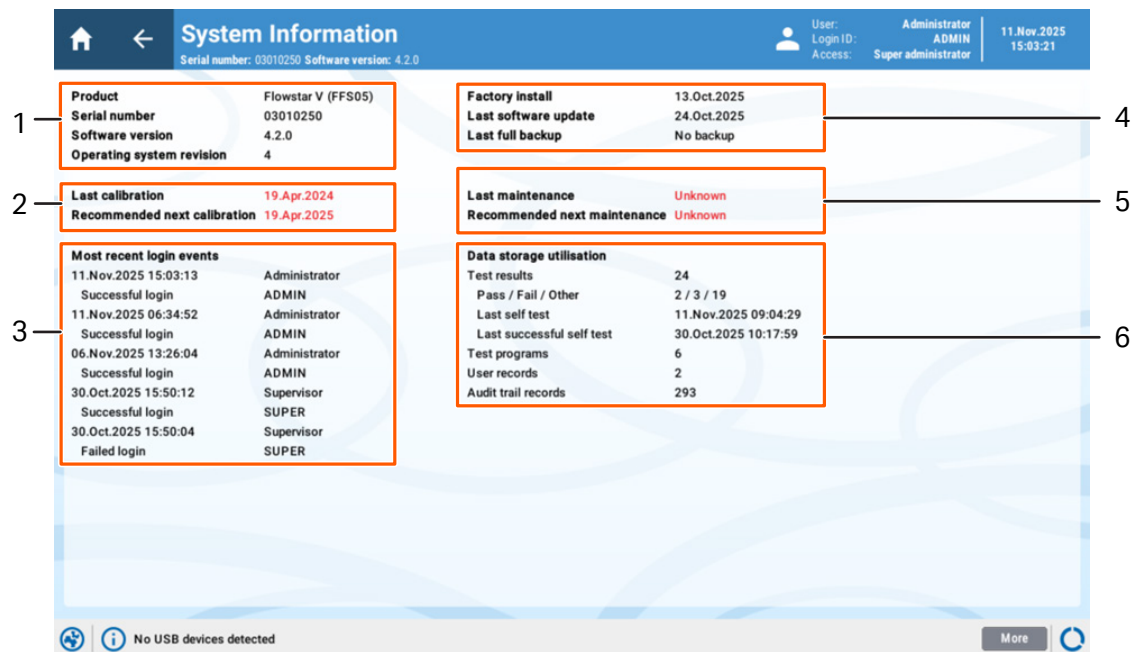 System Information
Serial number: 03010250 Software version: 4.2.0
User: Administrator
Login ID: ADMIN
Access: Super administrator
11.Nov.2025
15:03:21
1
Product Flowstar V (FFS05)
Serial number 03010250
Software version 4.2.0
Operating system revision 4
Factory install 13.Oct.2025
Last software update 24.Oct.2025
Last full backup No backup
4
2
Last calibration 19.Apr.2024
Recommended next calibration 19.Apr.2025
Last maintenance Unknown
Recommended next maintenance Unknown
5
3
Most recent login events
11.Nov.2025 15:03:13 Administrator
Successful login ADMIN
11.Nov.2025 06:34:52 Administrator
Successful login ADMIN
06.Nov.2025 13:26:04 Administrator
Successful login ADMIN
30.Oct.2025 15:50:12 Supervisor
Successful login SUPER
30.Oct.2025 15:50:04 Supervisor
Failed login SUPER
Data storage utilisation
Test results 24
Pass / Fail / Other 2 / 3 / 19
Last self test 11.Nov.2025 09:04:29
Last successful self test 30.Oct.2025 10:17:59
Test programs 6
User records 2
Audit trail records 293
6
No USB devices detected
More